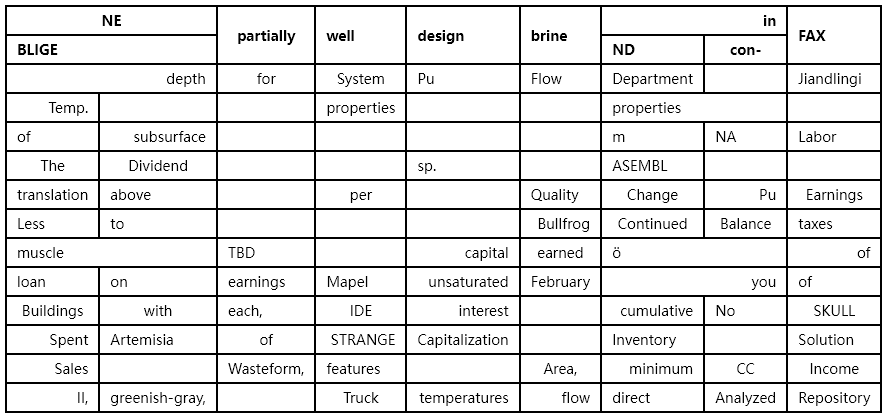 NE partially well design brine in FAX
BLIGE ND con-
depth for System Pu Flow Department Jiandlingi
Temp. properties properties
of subsurface m NA Labor
The Dividend sp. ASEMBL
translation above per Quality Change Pu Earnings
Less to Bullfrog Continued Balance taxes
muscle TBD capital earned ö of
loan on earnings Mapel unsaturated February you of
Buildings with each, IDE interest cumulative No SKULL
Spent Artemisia of STRANGE Capitalization Inventory Solution
Sales Wasteform, features Area, minimum CC Income
II, greenish-gray, Truck temperatures flow direct Analyzed Repository